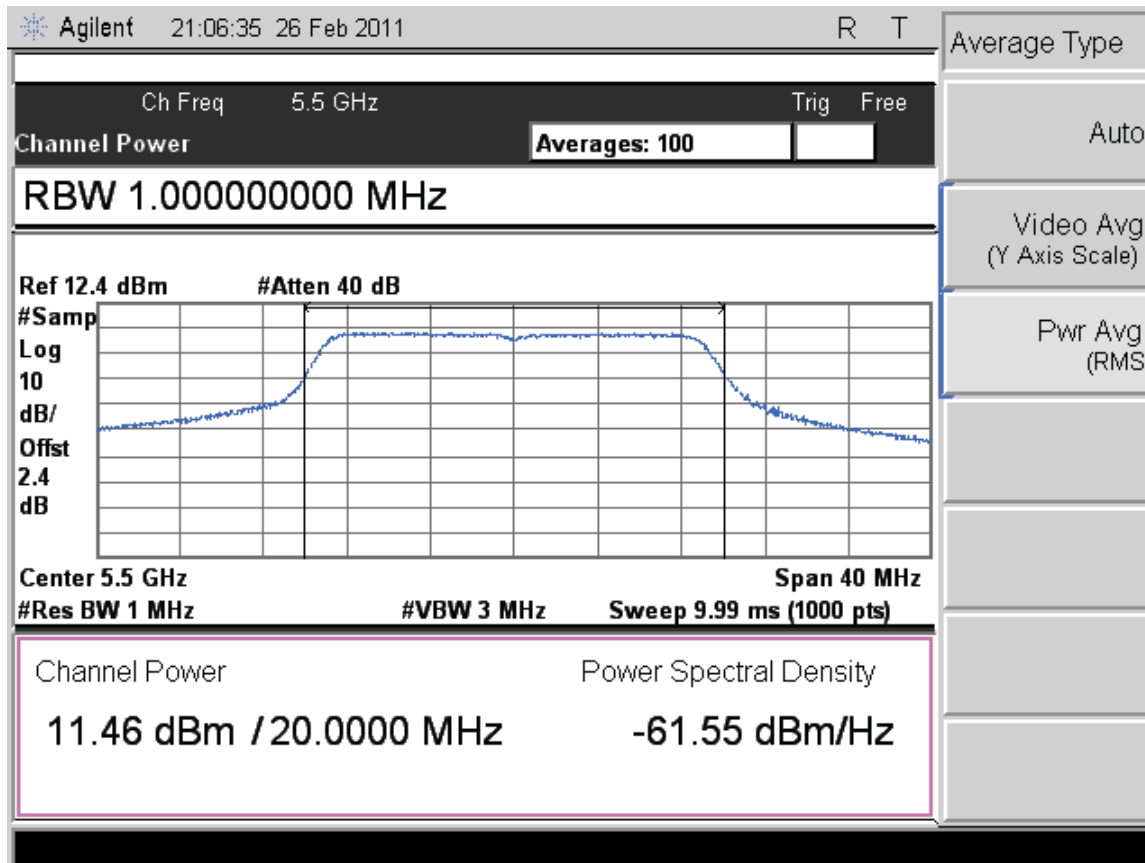 Agilent 21:06:35 26 Feb 2011 R T
Average Type
Ch Freq 5.5 GHz Trig Free
Channel Power Averages: 100
Auto
RBW 1.000000000 MHz
Video Avg
(Y Axis Scale)
Ref 12.4 dBm #Atten 40 dB
#Samp
Log
10
dB/
Offst
2.4
dB
Pwr Avg
(RMS
Center 5.5 GHz Span 40 MHz
#Res BW 1 MHz #VBW 3 MHz Sweep 9.99 ms (1000 pts)
Channel Power Power Spectral Density
11.46 dBm / 20.0000 MHz -61.55 dBm/Hz